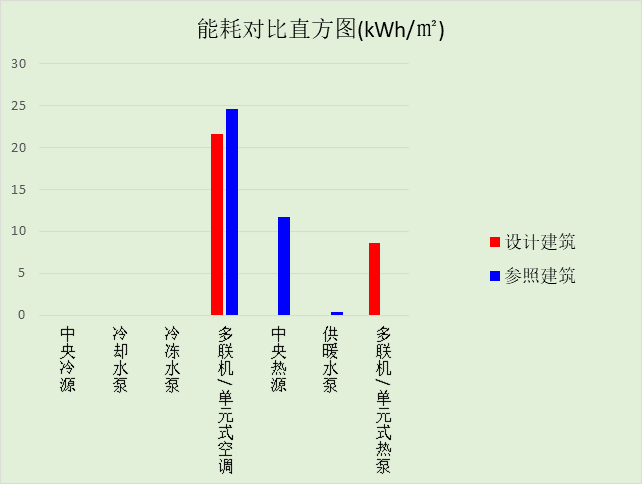 能耗对比直方图(kWh/㎡)
30
25
20
15
10
5
0
中央冷源
冷却水泵
冷冻水泵
多联机/单元式空调
中央热源
供暖水泵
多联机/单元式热泵
设计建筑
参照建筑